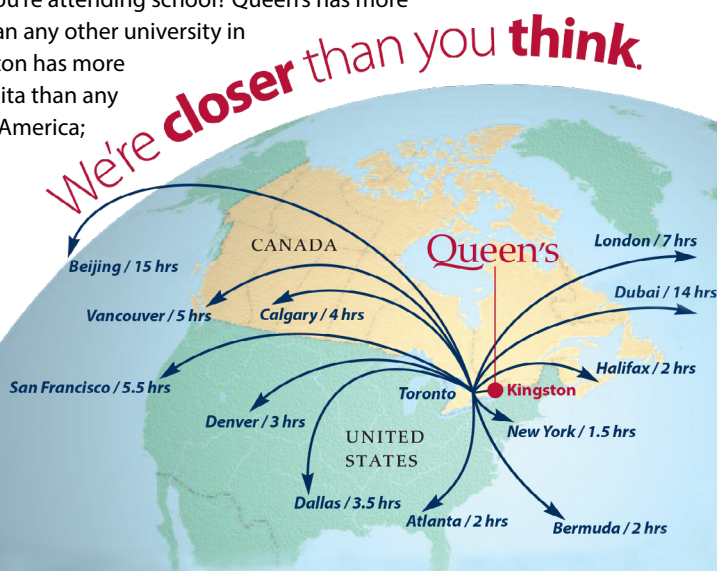 you're attending school? Queen's has more
any other university in
ton has more
than any
America;
We're closer than you think.
CANADA
Queen's
London / 7 hrs
Beijing / 15 hrs
Dubai / 14 hrs
Vancouver / 5 hrs
Calgary / 4 hrs
Halifax / 2 hrs
San Francisco / 5.5 hrs
Toronto
Kingston
Denver / 3 hrs
New York / 1.5 hrs
UNITED
STATES
Dallas / 3.5 hrs
Atlanta / 2 hrs
Bermuda / 2 hrs